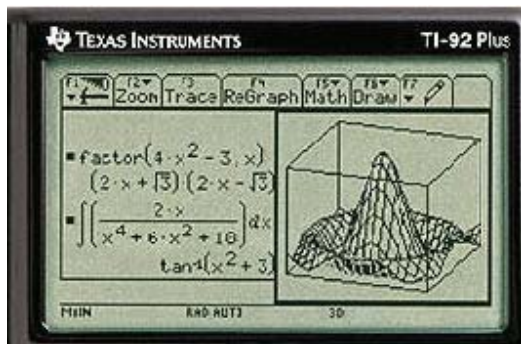 TEXAS INSTRUMENTS TI-92 Plus
F1 F2 F3 F4 F5 F6 F7
Zoom Trace ReGraph Math Draw
■factor(4·x² - 3, x)
(2·x + √3)·(2·x - √3)
■∫(2·x / (x⁴ + 6·x² + 10))dx
tan⁻¹(x² + 3)
MAIN RAD AUTO 3D